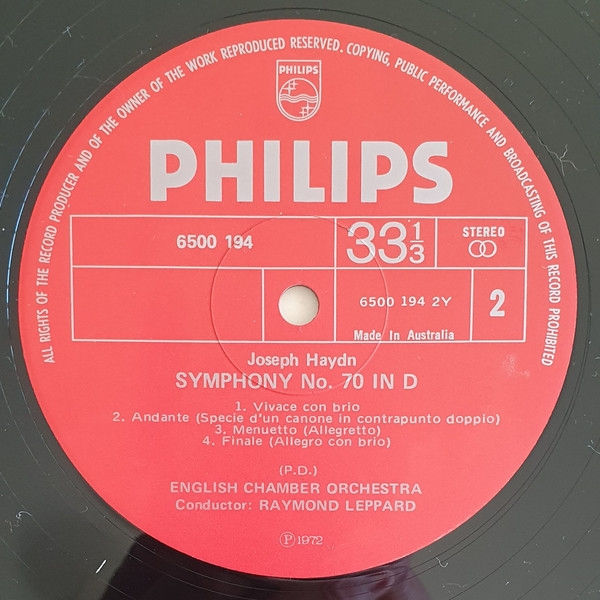 ALL RIGHTS OF THE RECORD PRODUCER AND OF THE OWNER OF THE WORK REPRODUCED RESERVED. COPYING, PUBLIC PERFORMANCE AND BROADCASTING OF THIS RECORD PROHIBITED
PHILIPS
PHILIPS
6500 194
33 1/3
STEREO
6500 194 2Y
2
Made In Australia
Joseph Haydn
SYMPHONY No. 70 IN D
1. Vivace con brio
2. Andante (Specie d'un canone in contrapunto doppio)
3. Menuetto (Allegretto)
4. Finale (Allegro con brio)
(P.D.)
ENGLISH CHAMBER ORCHESTRA
Conductor: RAYMOND LEPPARD
Ⓟ1972